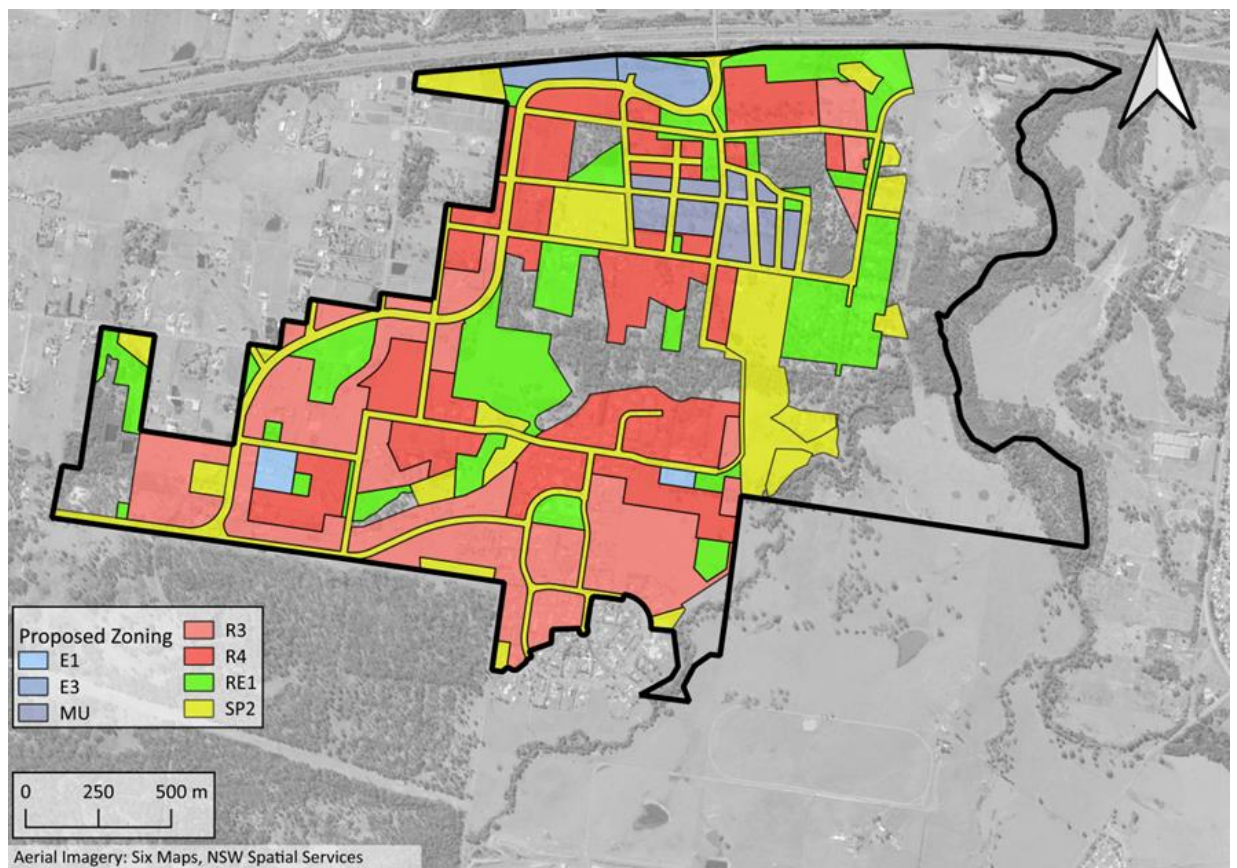 Proposed Zoning
E1
E3
MU
R3
R4
RE1
SP2
0 250 500 m
Aerial Imagery: Six Maps, NSW Spatial Services